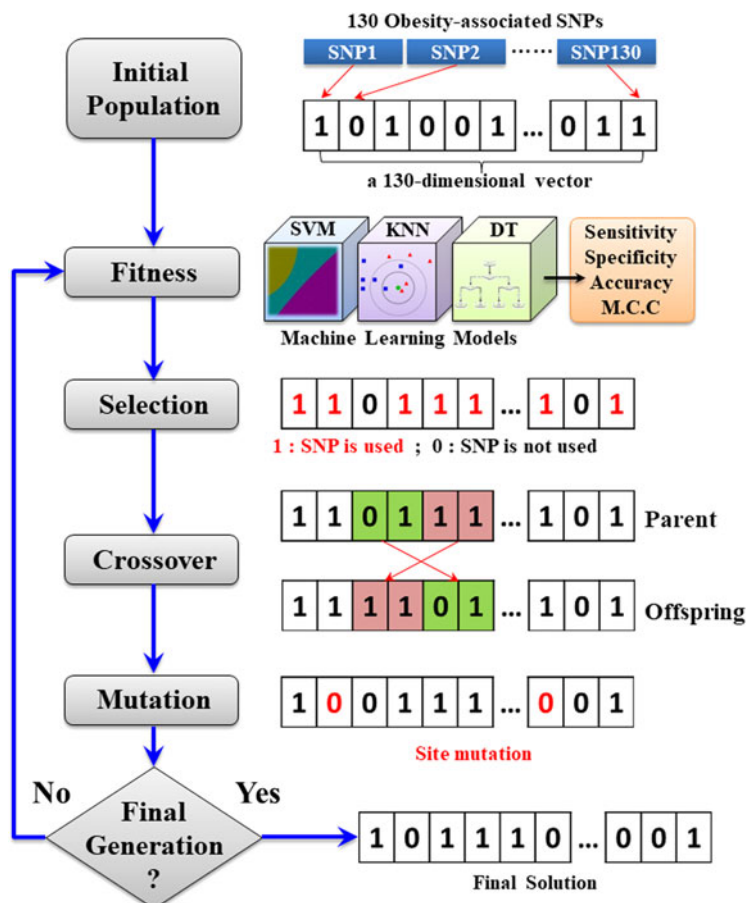 130 Obesity-associated SNPs
SNP1 SNP2 ...... SNP130
Initial
Population
1 0 1 0 0 1 ... 0 1 1
a 130-dimensional vector
SVM KNN DT
Sensitivity
Specificity
Accuracy
M.C.C
Fitness
Machine Learning Models
Selection
1 1 0 1 1 1 ... 1 0 1
1 : SNP is used ; 0 : SNP is not used
1 1 0 1 1 1 ... 1 0 1
Parent
Crossover
1 1 1 1 0 1 ... 1 0 1
Offspring
Mutation
1 0 0 1 1 1 ... 0 0 1
Site mutation
No
Yes
Final
Generation
?
1 0 1 1 1 0 ... 0 0 1
Final Solution